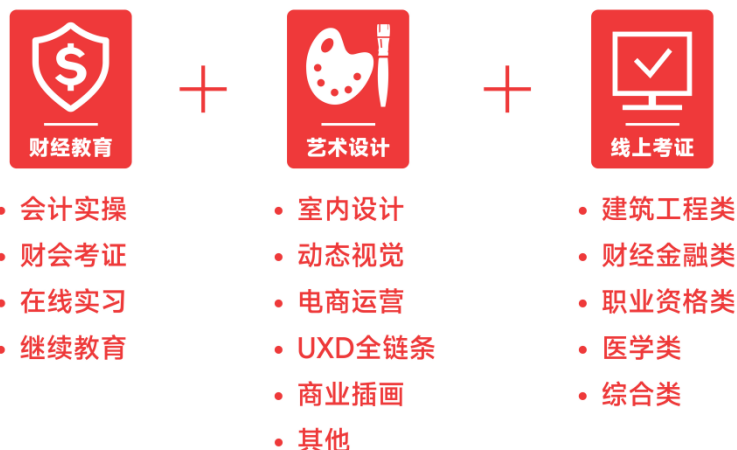 财经教育
会计实操
财会考证
在线实习
继续教育
艺术设计
室内设计
动态视觉
电商运营
UXD全链条
商业插画
其他
线上考证
建筑工程类
财经金融类
职业资格类
医学类
综合类